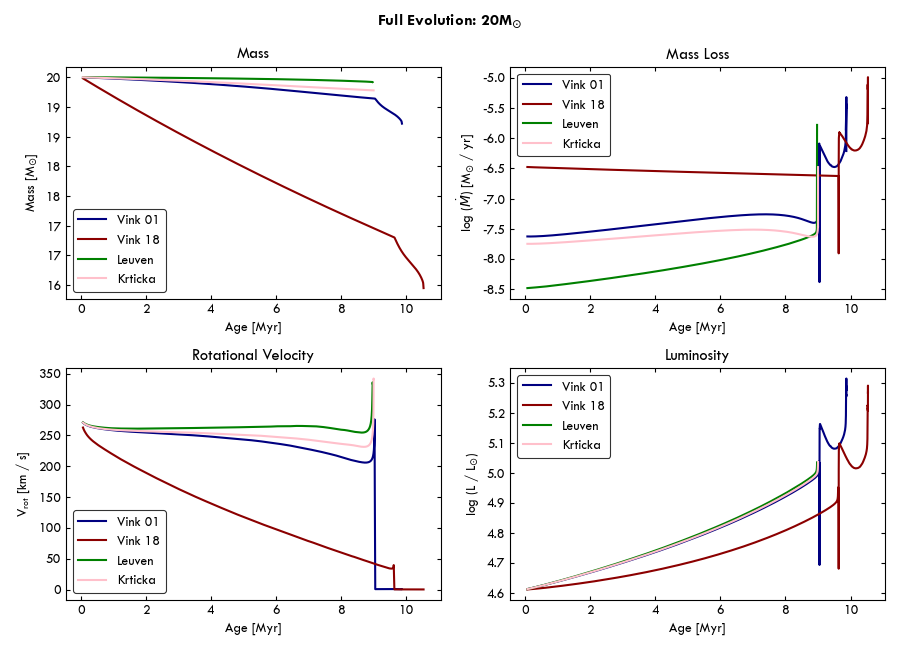 Full Evolution: 20M☉
Mass
Mass [M☉]
20
19
19
18
18
17
17
16
0 2 4 6 8 10
Age [Myr]
Vink 01
Vink 18
Leuven
Krticka
Mass Loss
log (Ṁ) [M☉ / yr]
-5.0
-5.5
-6.0
-6.5
-7.0
-7.5
-8.0
-8.5
0 2 4 6 8 10
Age [Myr]
Vink 01
Vink 18
Leuven
Krticka
Rotational Velocity
Vrot [km / s]
350
300
250
200
150
100
50
0
0 2 4 6 8 10
Age [Myr]
Vink 01
Vink 18
Leuven
Krticka
Luminosity
log (L / L☉)
5.3
5.2
5.1
5.0
4.9
4.8
4.7
4.6
0 2 4 6 8 10
Age [Myr]
Vink 01
Vink 18
Leuven
Krticka